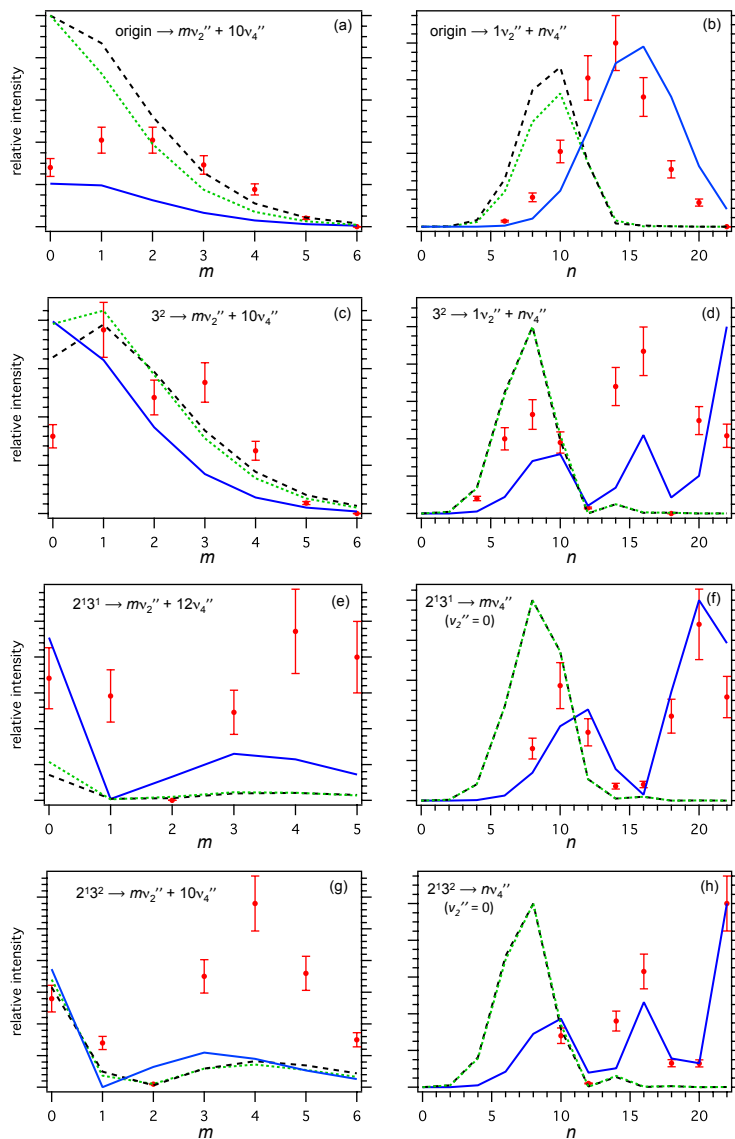 origin → mν₂″ + 10ν₄″ (a)
relative intensity
0 1 2 3 4 5 6
m
origin → 1ν₂″ + nν₄″ (b)
0 5 10 15 20
n
3² → mν₂″ + 10ν₄″ (c)
relative intensity
0 1 2 3 4 5 6
m
3² → 1ν₂″ + nν₄″ (d)
0 5 10 15 20
n
2¹3¹ → mν₂″ + 12ν₄″ (e)
relative intensity
0 1 2 3 4 5
m
2¹3¹ → mν₄″ (f)
(v₂″ = 0)
0 5 10 15 20
n
2¹3² → mν₂″ + 10ν₄″ (g)
relative intensity
0 1 2 3 4 5 6
m
2¹3² → nν₄″ (h)
(v₂″ = 0)
0 5 10 15 20
n